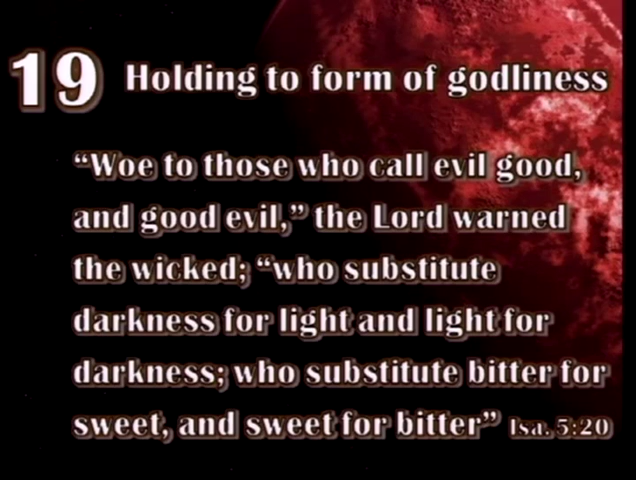 19 Holding to form of godliness
“Woe to those who call evil good,
and good evil,” the Lord warned
the wicked; “who substitute
darkness for light and light for
darkness; who substitute bitter for
sweet, and sweet for bitter” Isa. 5:20